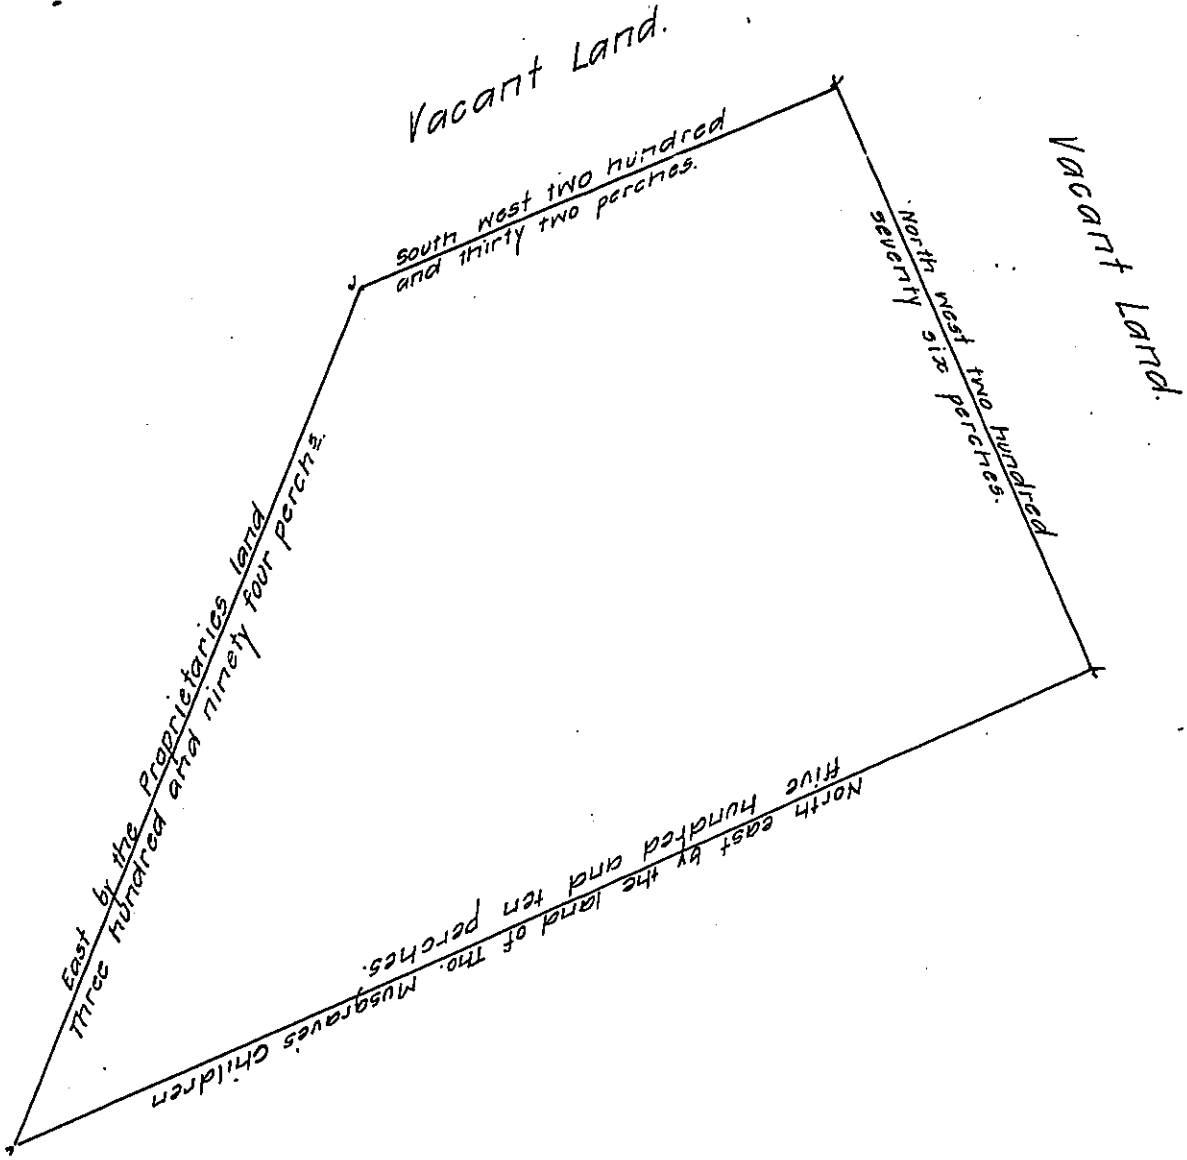 Vacant Land.
South west two hundred
and thirty two perches.
Vacant Land.
North west two hundred
seventy six perches.
East by the Proprietaries land
Three hundred and ninety four perchs.
North east by the land of Tho. Musgraves Children
ffive hundred and ten perches.